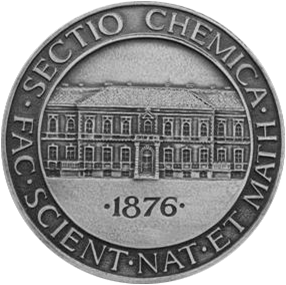 SECTIO CHEMICA · FAC · SCIENT · NAT · ET MATH ·
· 1876 ·